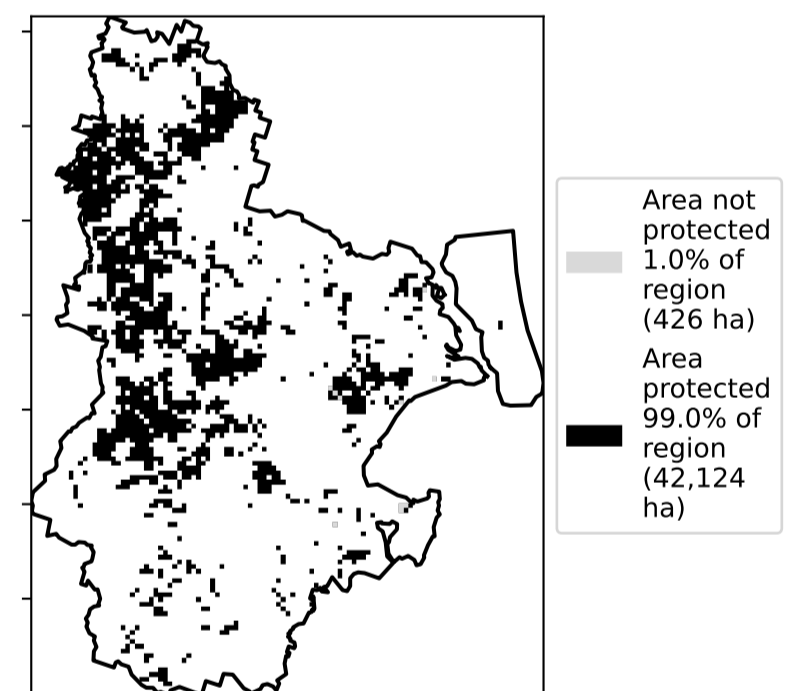 Area not
protected
1.0% of
region
(426 ha)
Area
protected
99.0% of
region
(42,124
ha)